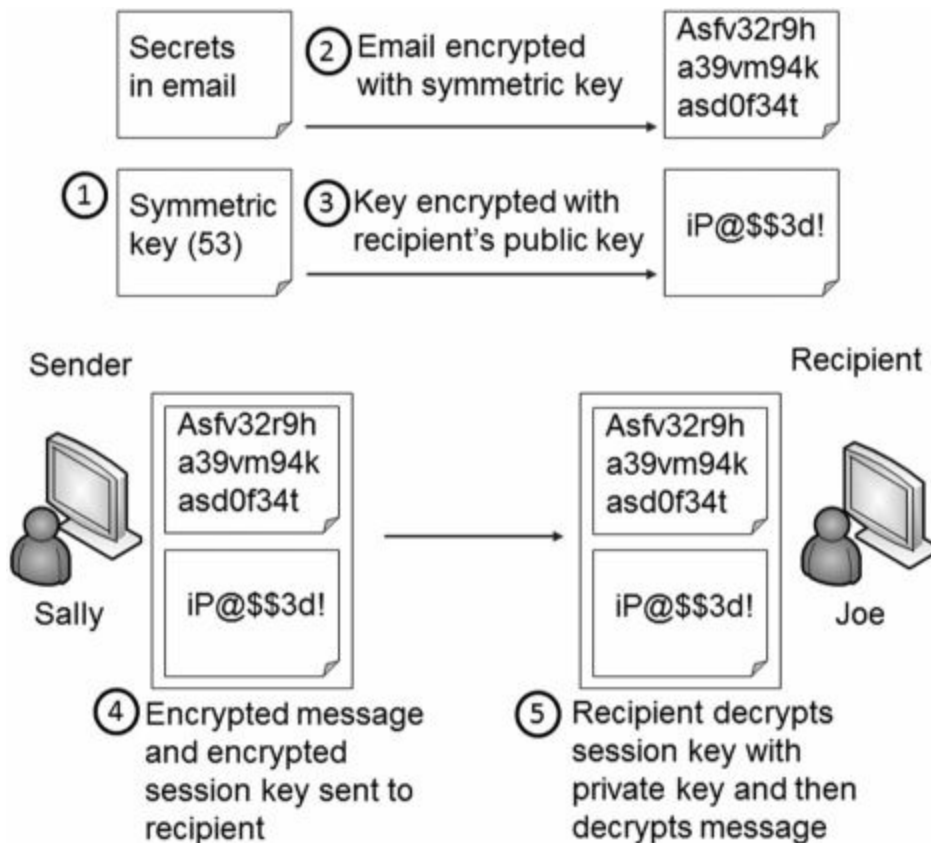 Secrets
in email
2
Email encrypted
with symmetric key
Asfv32r9h
a39vm94k
asd0f34t
1
Symmetric
key (53)
3
Key encrypted with
recipient's public key
iP@$$3d!
Sender
Recipient
Asfv32r9h
a39vm94k
asd0f34t
iP@$$3d!
Sally
Asfv32r9h
a39vm94k
asd0f34t
iP@$$3d!
Joe
4
Encrypted message
and encrypted
session key sent to
recipient
5
Recipient decrypts
session key with
private key and then
decrypts message